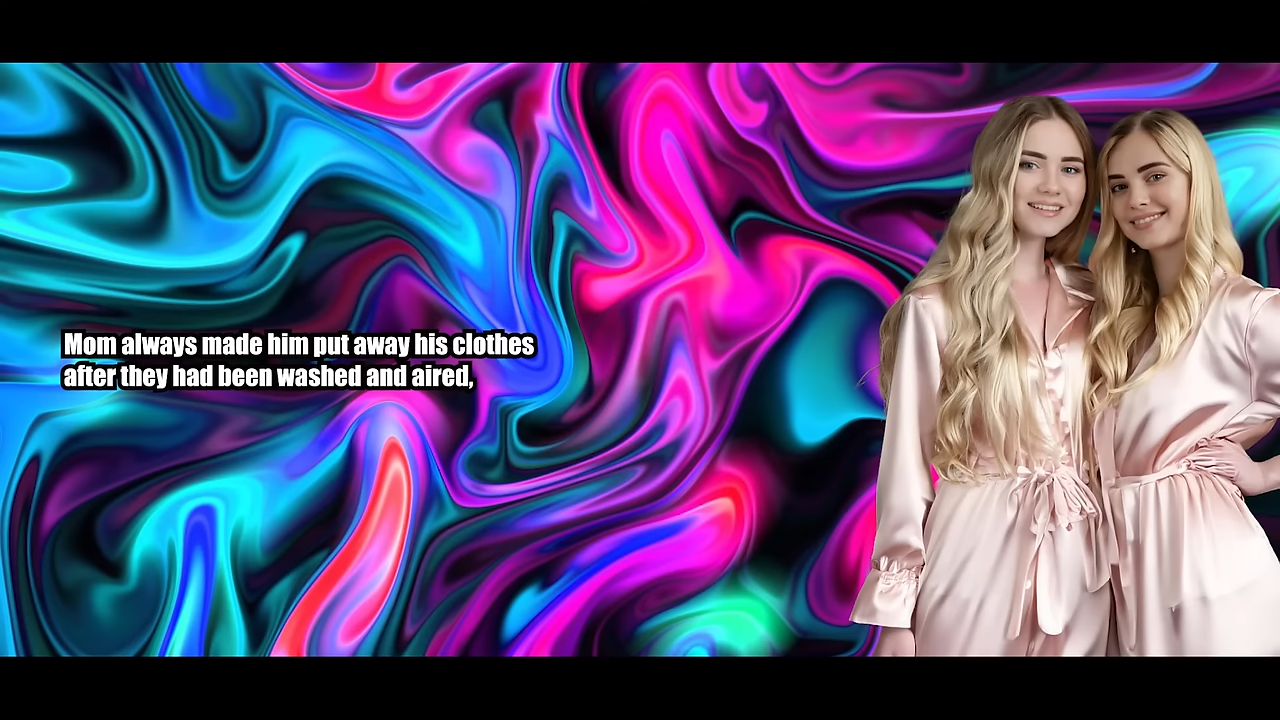 Mom always made him put away his clothes
after they had been washed and aired,